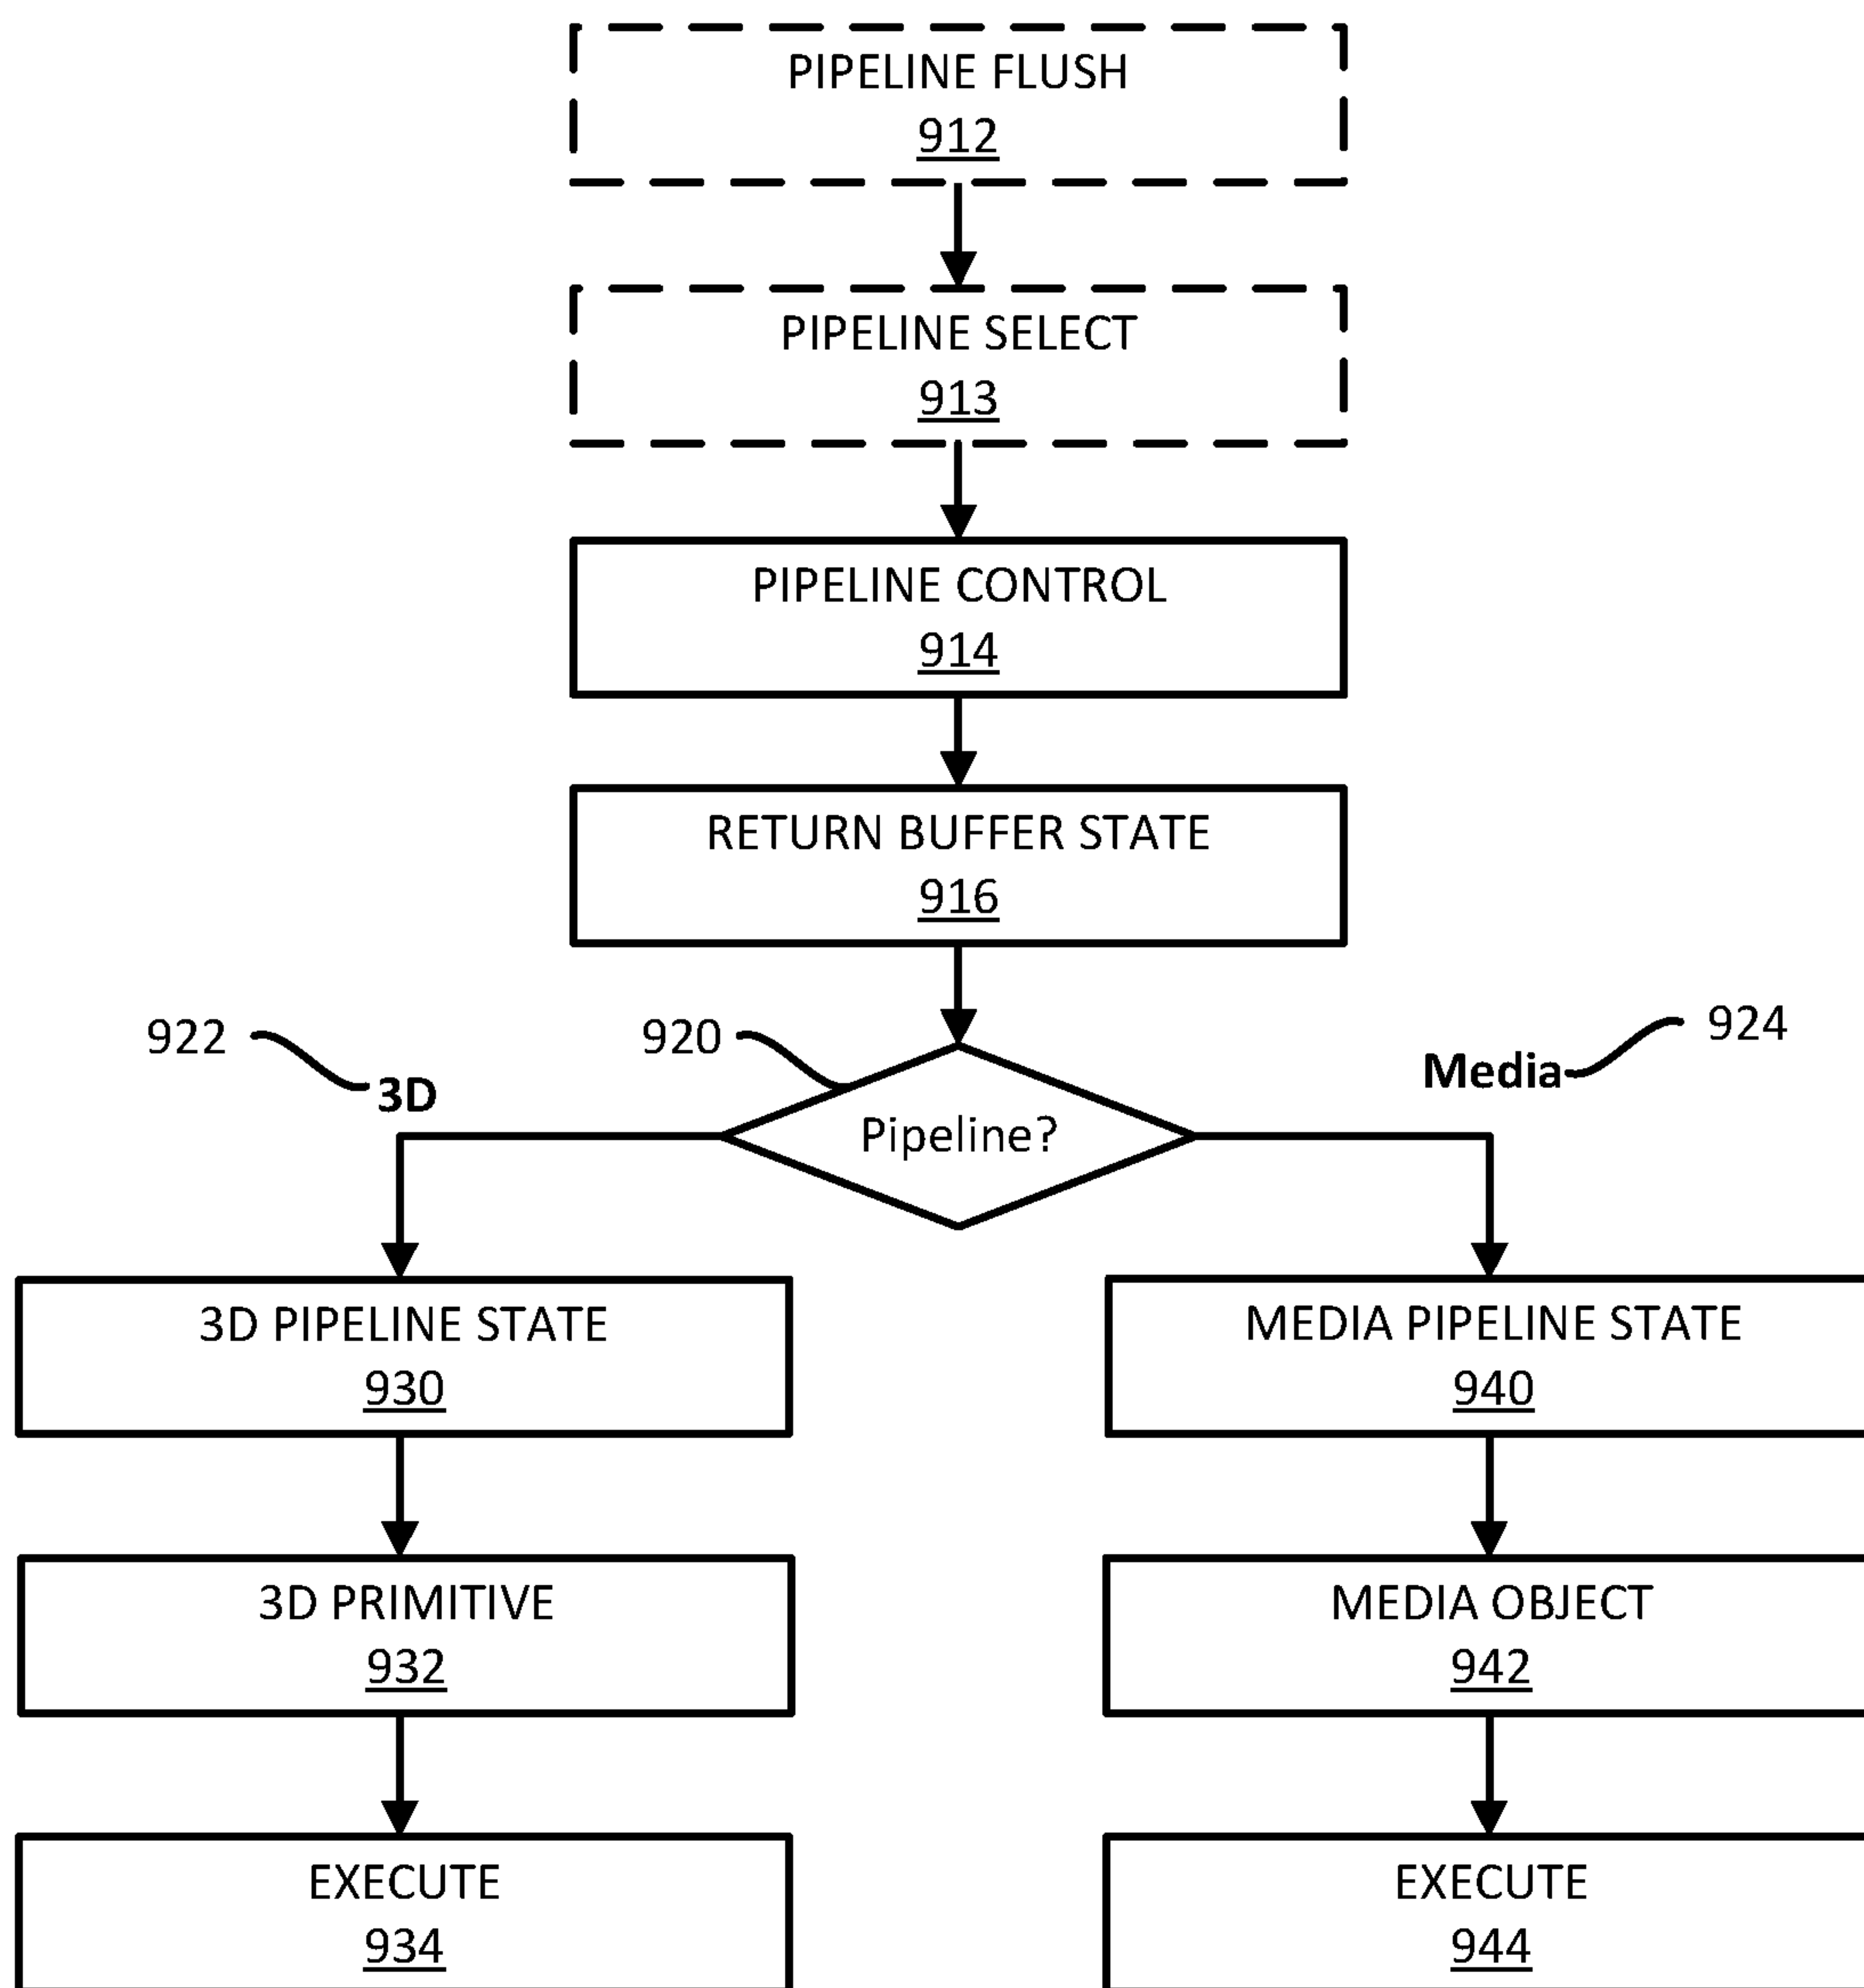 PIPELINE FLUSH
912
PIPELINE SELECT
913
PIPELINE CONTROL
914
RETURN BUFFER STATE
916
922
920
924
3D
Media
Pipeline?
3D PIPELINE STATE
930
MEDIA PIPELINE STATE
940
3D PRIMITIVE
932
MEDIA OBJECT
942
EXECUTE
934
EXECUTE
944